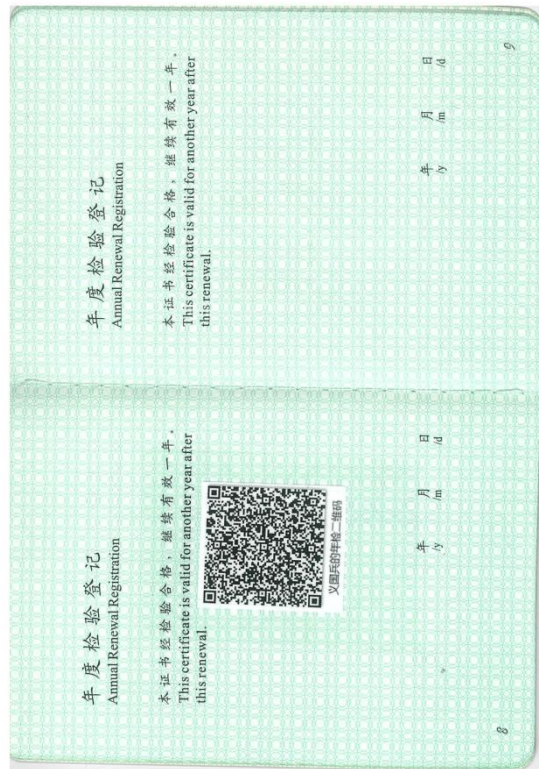 年度检验登记
Annual Renewal Registration
本证书经检验合格，继续有效一年。
This certificate is valid for another year after
this renewal.
义国兵的年检二维码
年 月 日
/y /m /d
8
年度检验登记
Annual Renewal Registration
本证书经检验合格，继续有效一年。
This certificate is valid for another year after
this renewal.
年 月 日
/y /m /d
9